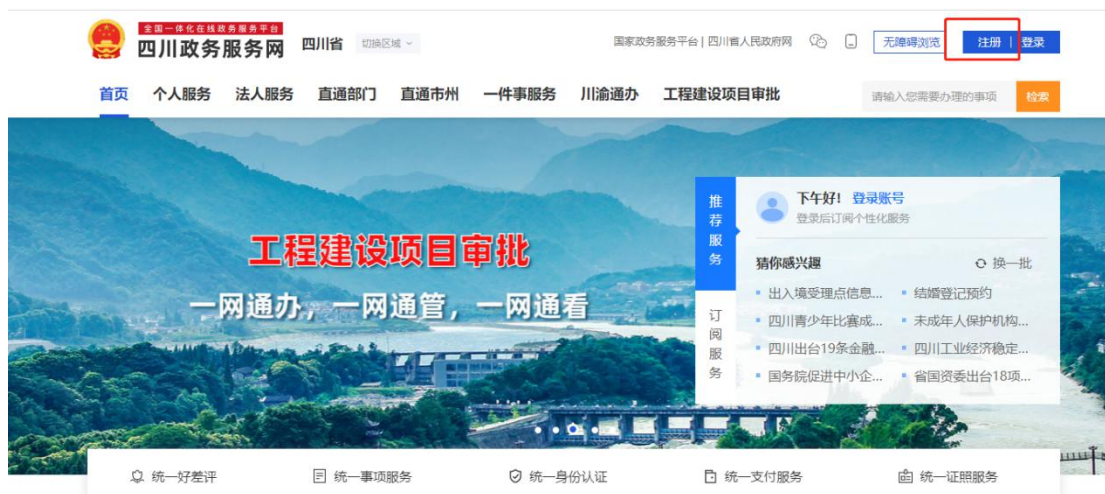 全国一体化在线政务服务平台
四川政务服务网
四川省 切换区域
国家政务服务平台 | 四川省人民政府网 无障碍浏览 注册 | 登录
首页 个人服务 法人服务 直通部门 直通市州 一件事服务 川渝通办 工程建设项目审批 请输入您需要办理的事项 检索
工程建设项目审批
一网通办，一网通管，一网通看
推荐服务
订阅服务
下午好！ 登录账号
登录后订阅个性化服务
猜你感兴趣 换一批
出入境受理点信息... 结婚登记预约
四川青少年比赛成... 未成年人保护机构...
四川出台19条金融... 四川工业经济稳定...
国务院促进中小企... 省国资委出台18项...
统一好差评 统一事项服务 统一身份认证 统一支付服务 统一证照服务